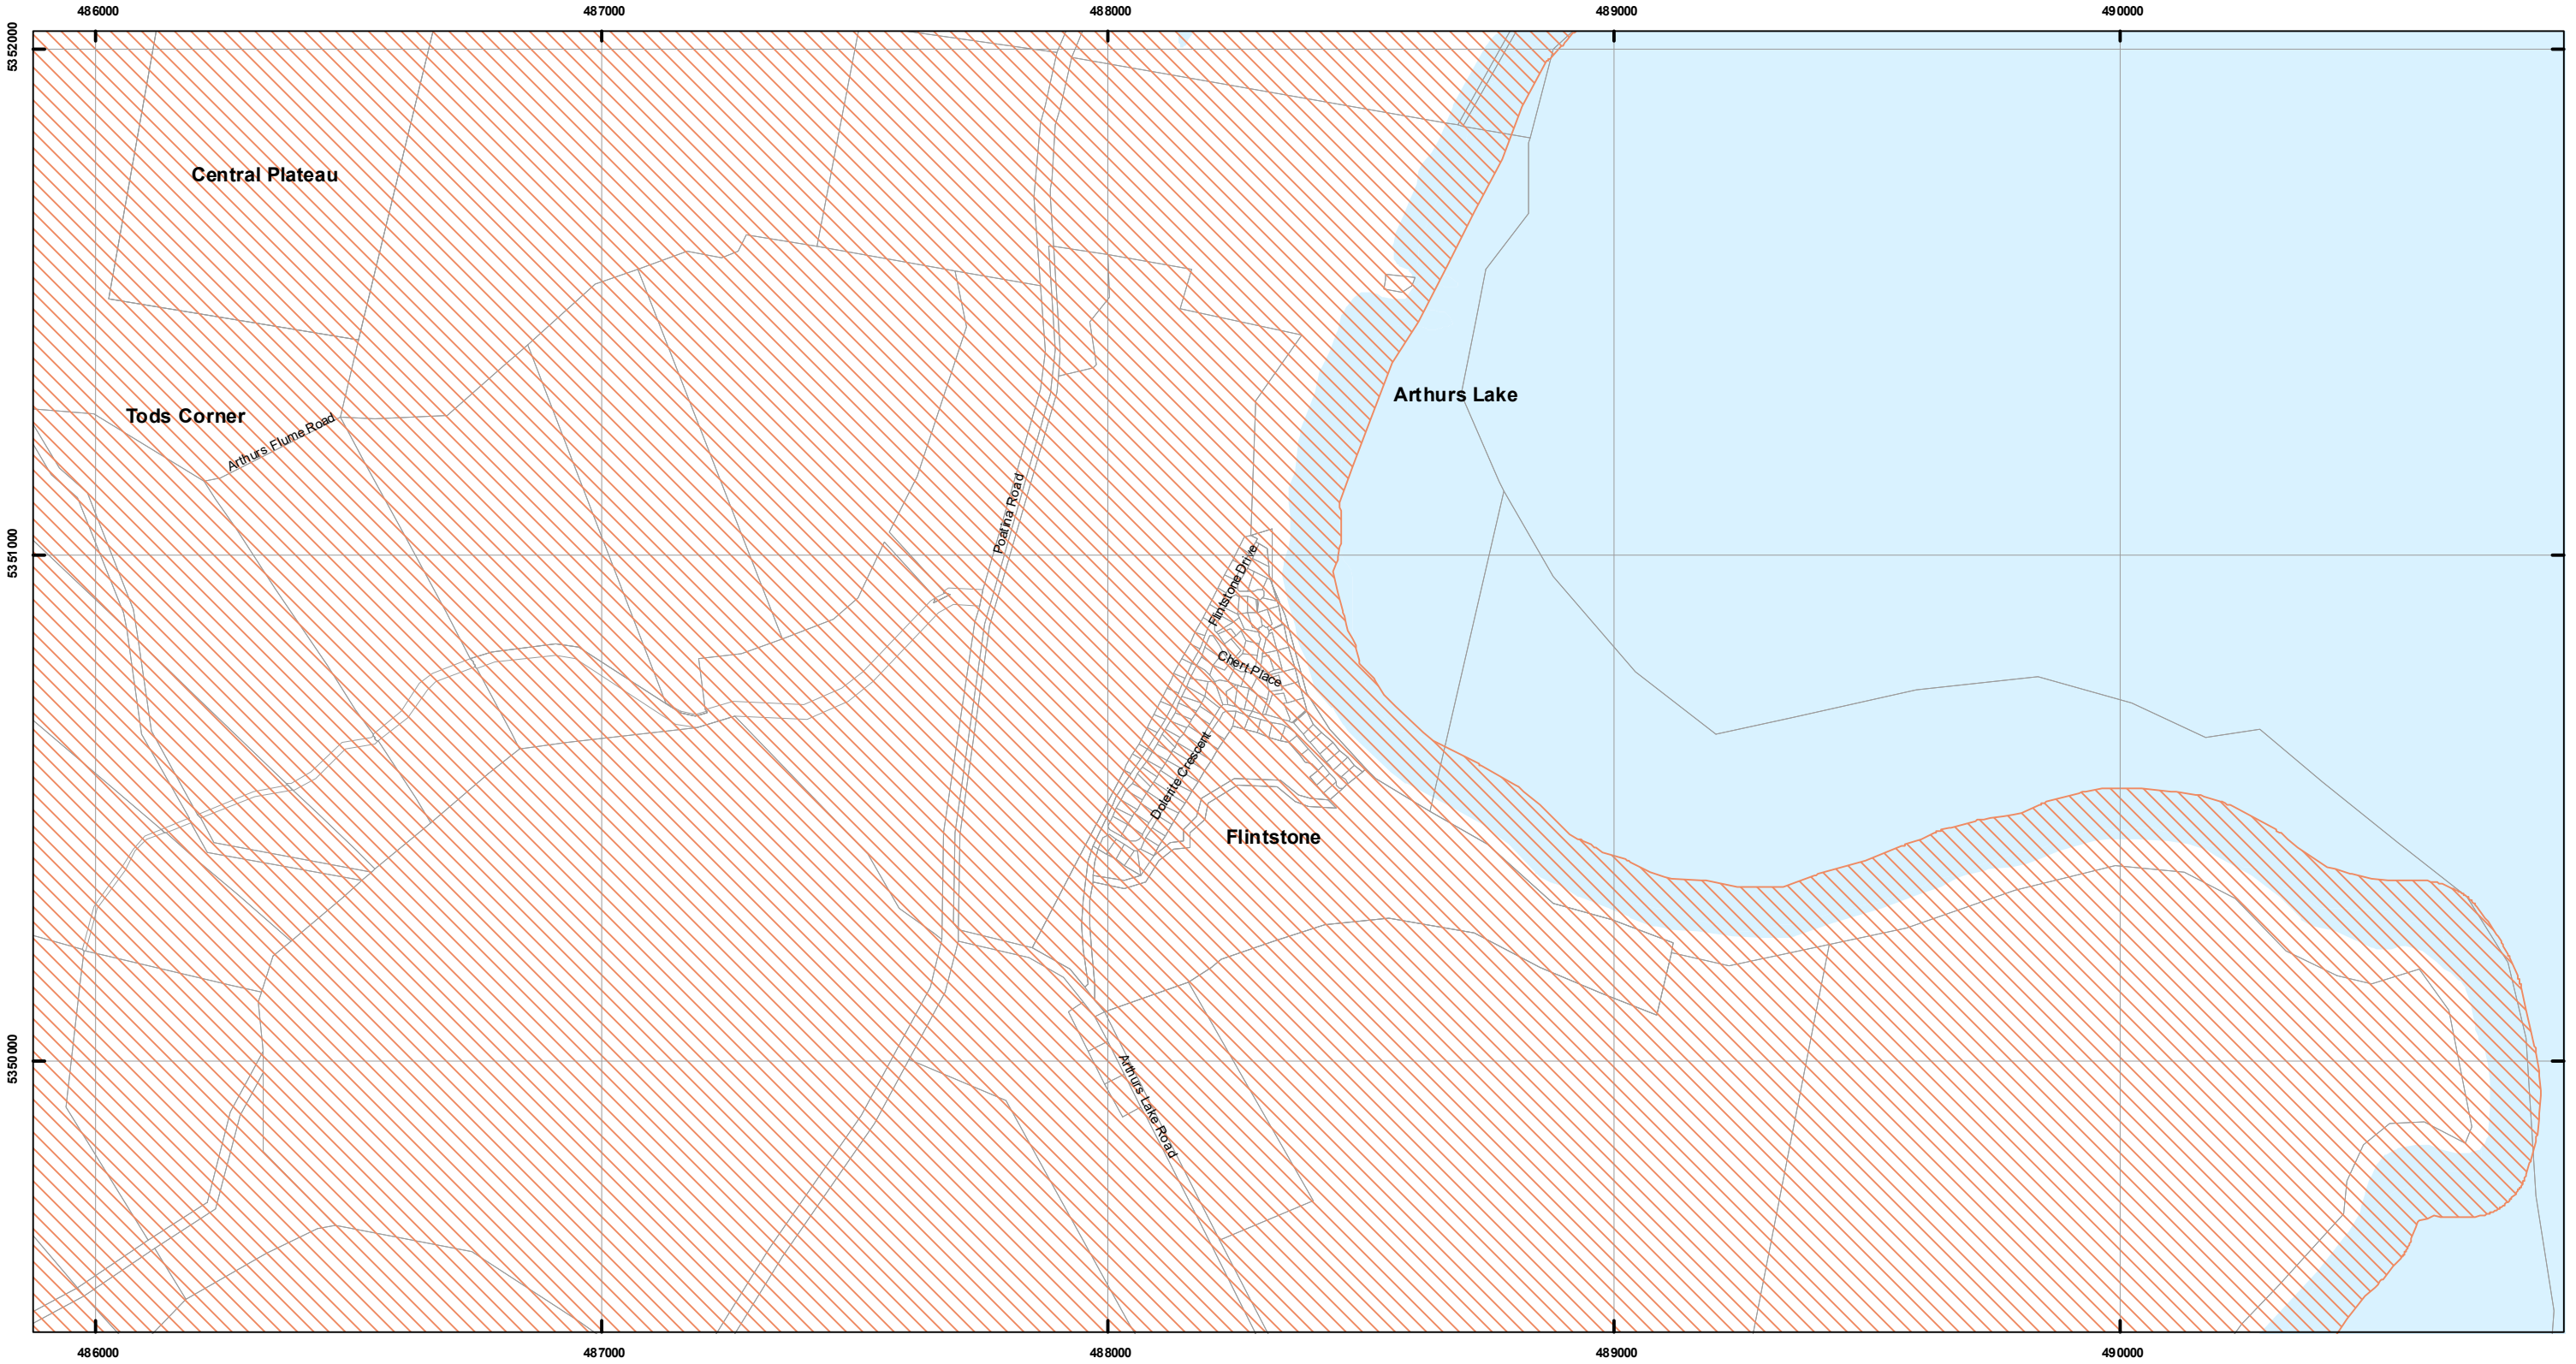 486000
487000
488000
489000
490000
5352000
Central Plateau
Arthurs Lake
Tods Corner
Arthurs Flume Road
Poatina Road
5351000
Flintstone Drive
Chert Place
Dolerite Crescent
Flintstone
5350000
Arthurs Lake Road
486000
487000
488000
489000
490000